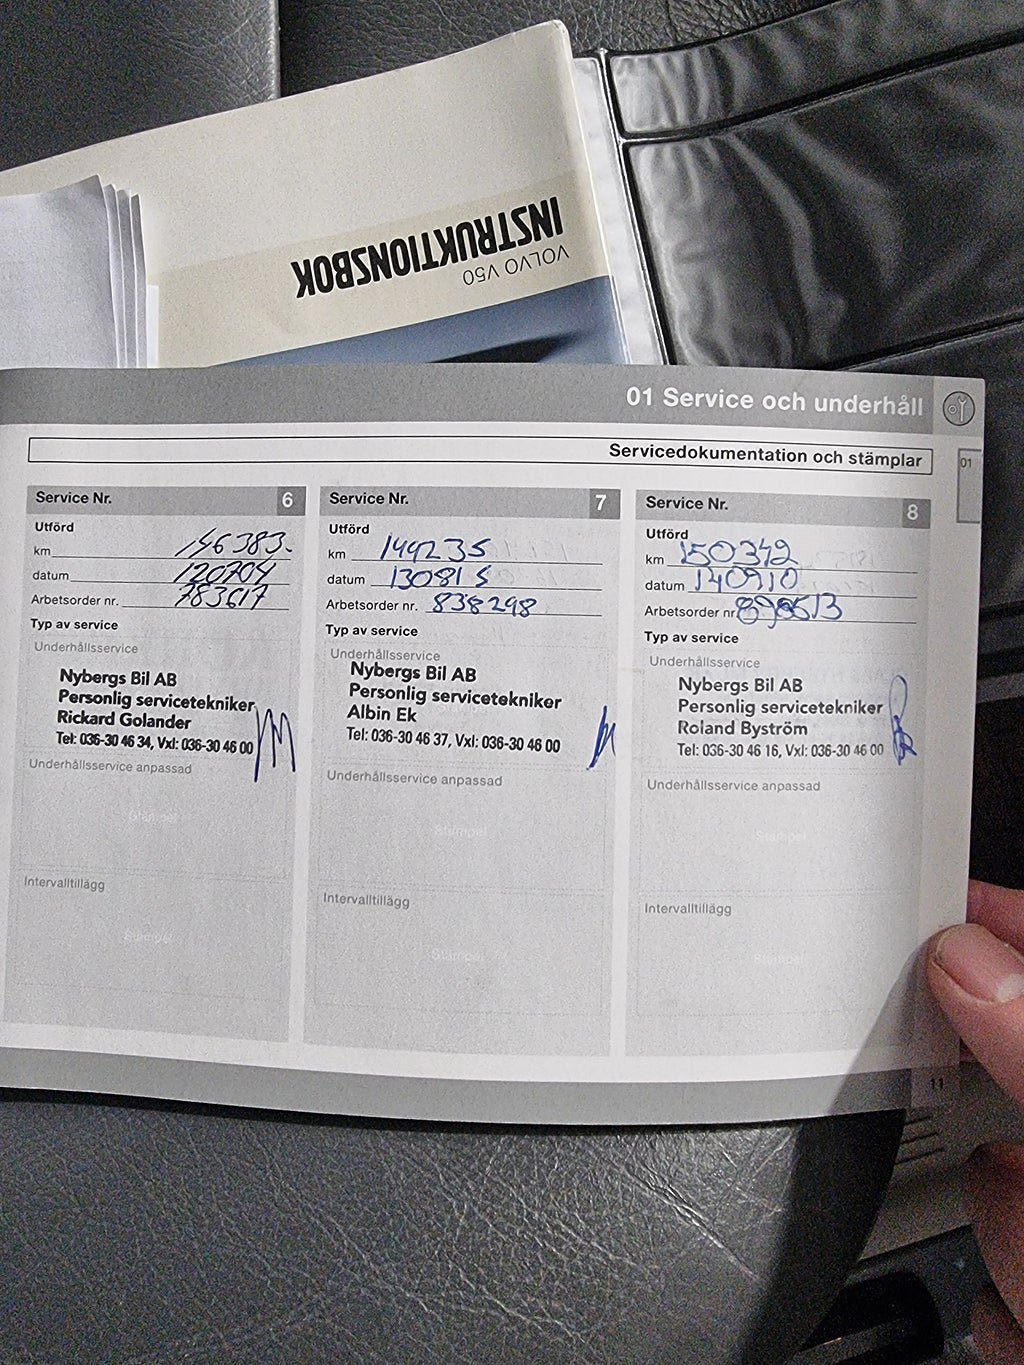 VOLVO V50
INSTRUKTIONSBOK
01 Service och underhåll
Servicedokumentation och stämplar
01
Service Nr. 6
Utförd
km 146383.
datum 120704
Arbetsorder nr. 783617
Typ av service
Underhållsservice
Nybergs Bil AB
Personlig servicetekniker
Rickard Golander
Tel: 036-30 46 34, Vxl: 036-30 46 00
Underhållsservice anpassad
Stämpel
Intervalltillägg
Stämpel
Service Nr. 7
Utförd
km 149235
datum 130815
Arbetsorder nr. 838298
Typ av service
Underhållsservice
Nybergs Bil AB
Personlig servicetekniker
Albin Ek
Tel: 036-30 46 37, Vxl: 036-30 46 00
Underhållsservice anpassad
Stämpel
Intervalltillägg
Stämpel
Service Nr. 8
Utförd
km 150342
datum 140910
Arbetsorder nr
Typ av service
Underhållsservice
Nybergs Bil AB
Personlig servicetekniker
Roland Byström
Tel: 036-30 46 16, Vxl: 036-30 46 00
Underhållsservice anpassad
Stämpel
Intervalltillägg
Stämpel
11